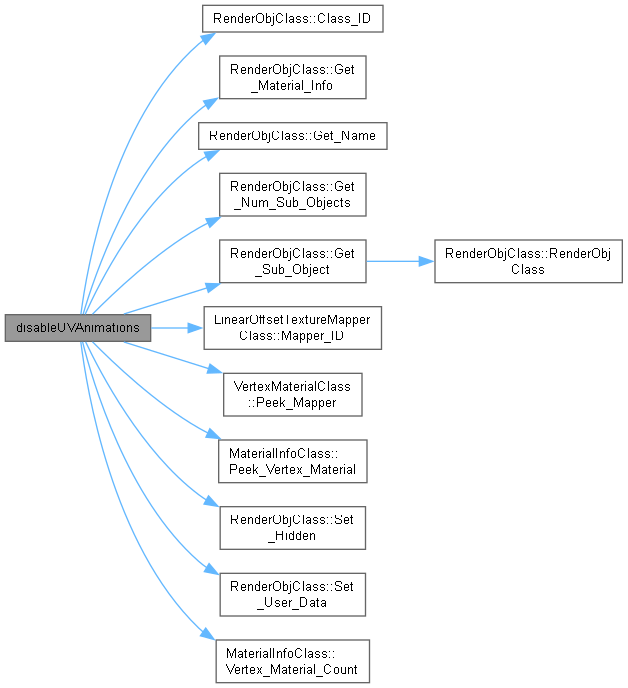 RenderObjClass::Class_ID
RenderObjClass::Get
_Material_Info
RenderObjClass::Get_Name
RenderObjClass::Get
_Num_Sub_Objects
RenderObjClass::Get
_Sub_Object
RenderObjClass::RenderObj
Class
disableUVAnimations
LinearOffsetTextureMapper
Class::Mapper_ID
VertexMaterialClass
::Peek_Mapper
MaterialInfoClass::
Peek_Vertex_Material
RenderObjClass::Set
_Hidden
RenderObjClass::Set
_User_Data
MaterialInfoClass::
Vertex_Material_Count